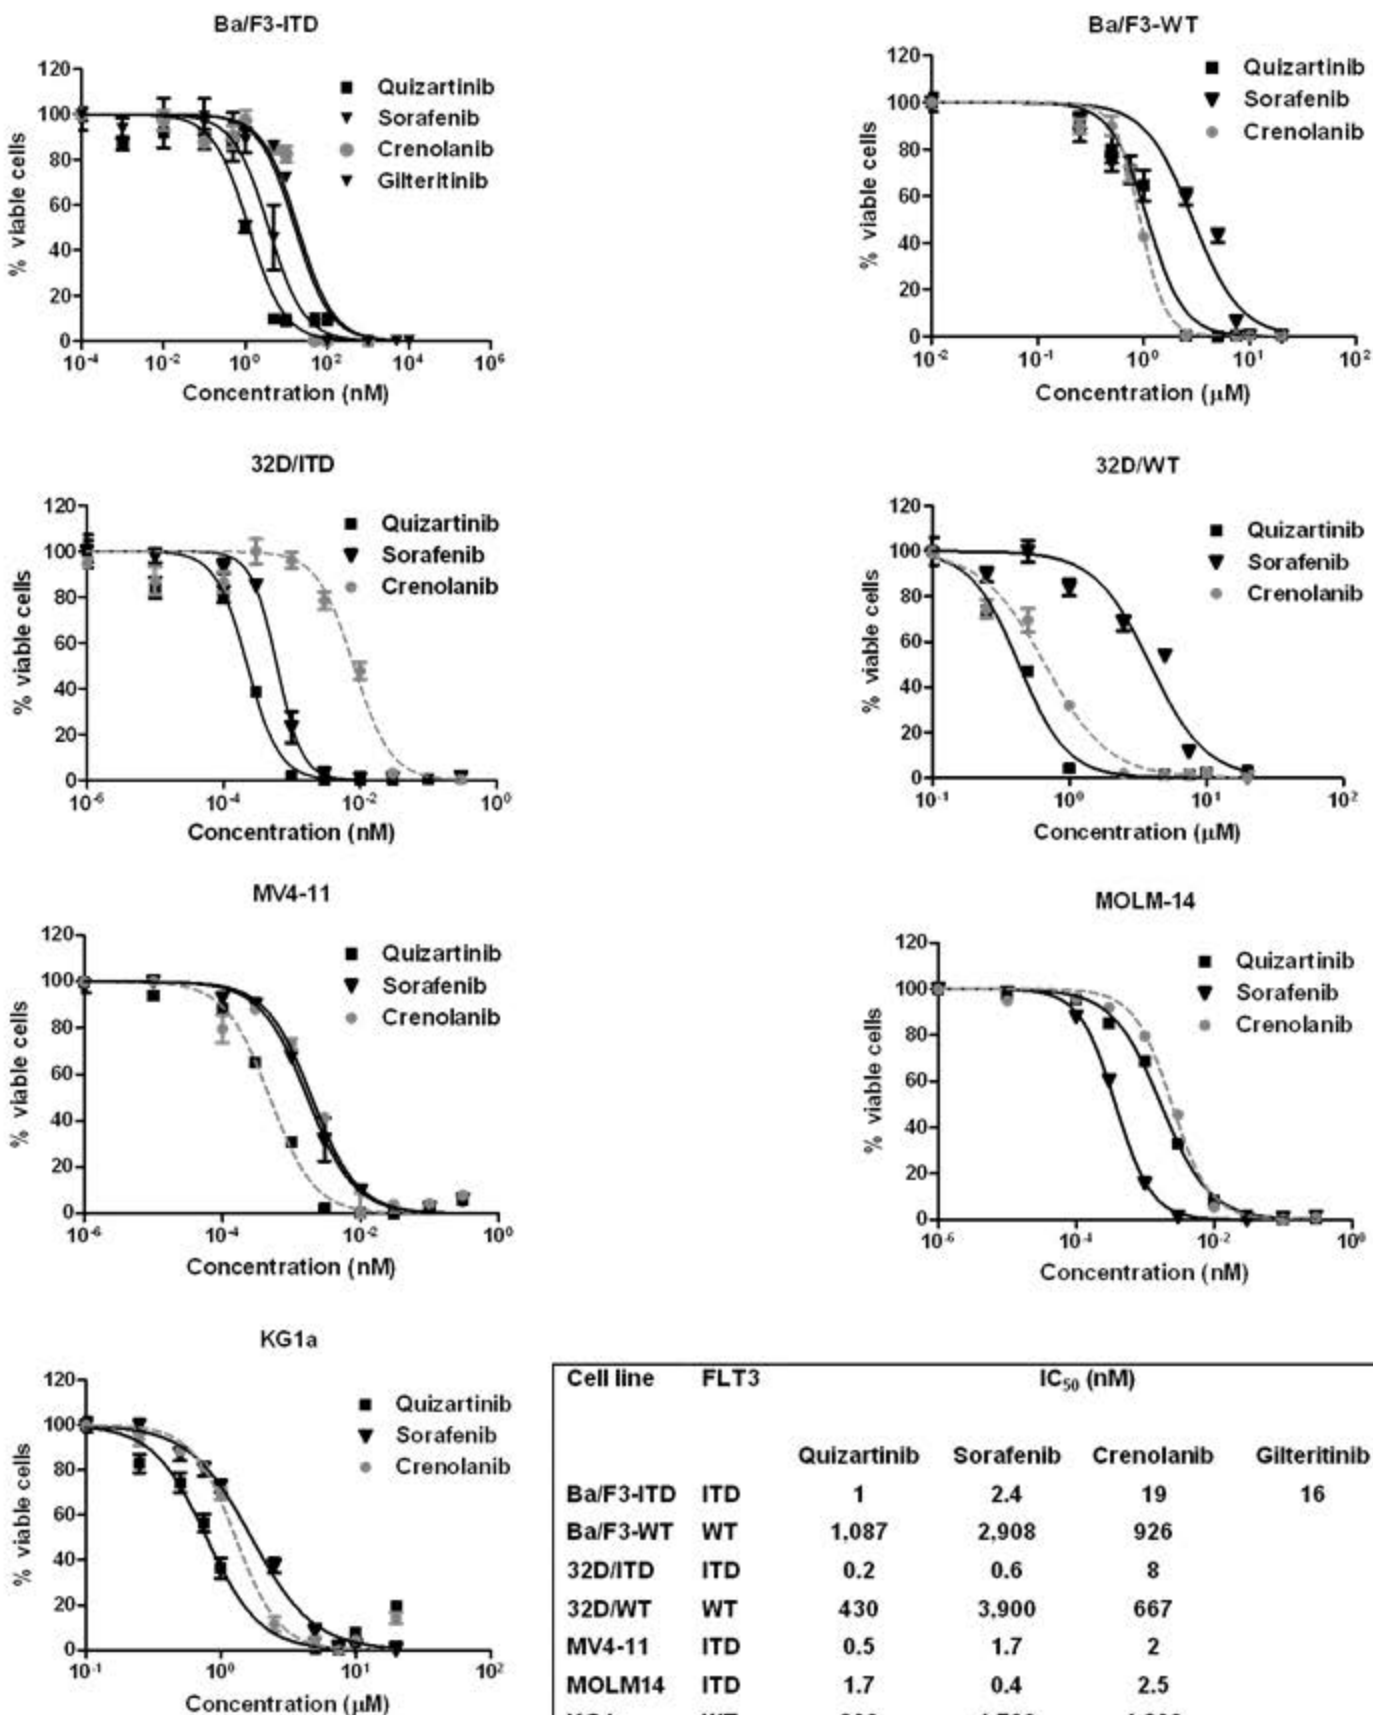 Ba/F3-ITD
120
100
80
60
40
20
0
% viable cells
Quizartinib
Sorafenib
Crenolanib
Gilteritinib
10-4 10-2 100 102 104 106
Concentration (nM)
Ba/F3-WT
120
100
80
60
40
20
0
% viable cells
Quizartinib
Sorafenib
Crenolanib
10-2 10-1 100 101 102
Concentration (μM)
32D/ITD
120
100
80
60
40
20
0
% viable cells
Quizartinib
Sorafenib
Crenolanib
10-6 10-4 10-2 100
Concentration (nM)
32D/WT
120
100
80
60
40
20
0
% viable cells
Quizartinib
Sorafenib
Crenolanib
10-1 100 101 102
Concentration (μM)
MV4-11
120
100
80
60
40
20
0
% viable cells
Quizartinib
Sorafenib
Crenolanib
10-6 10-4 10-2 100
Concentration (nM)
MOLM-14
120
100
80
60
40
20
0
% viable cells
Quizartinib
Sorafenib
Crenolanib
10-6 10-4 10-2 100
Concentration (nM)
KG1a
120
100
80
60
40
20
0
% viable cells
Quizartinib
Sorafenib
Crenolanib
10-1 100 101 102
Concentration (μM)
Cell line FLT3 IC50 (nM)
Quizartinib Sorafenib Crenolanib Gilteritinib
Ba/F3-ITD ITD 1 2.4 19 16
Ba/F3-WT WT 1,087 2,908 926
32D/ITD ITD 0.2 0.6 8
32D/WT WT 430 3,900 667
MV4-11 ITD 0.5 1.7 2
MOLM14 ITD 1.7 0.4 2.5